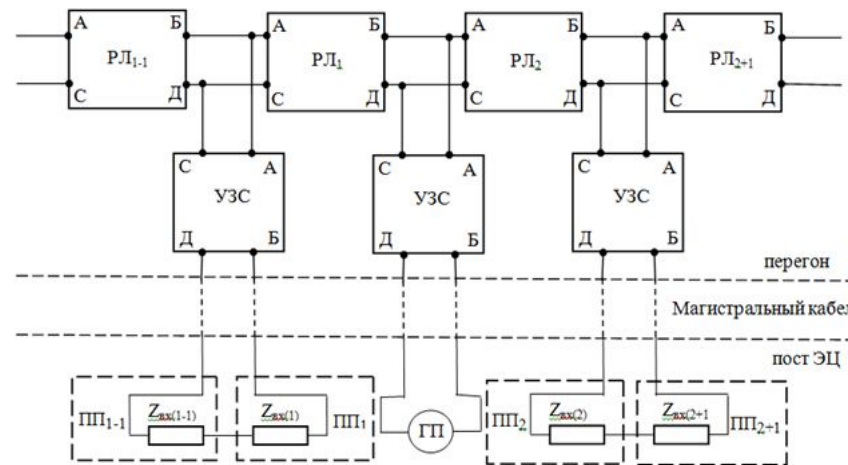 А Б А Б А Б А Б
РЛ₁₋₁ РЛ₁ РЛ₂ РЛ₂₊₁
С Д С Д С Д С Д
С А С А С А
УЗС УЗС УЗС
Д Б Д Б Д Б
перегон
Магистральный кабел
пост ЭЦ
ПП₁₋₁ Zвх(1-1) Zвх(1) ПП₁ ГП ПП₂ Zвх(2) Zвх(2+1 ПП₂₊₁